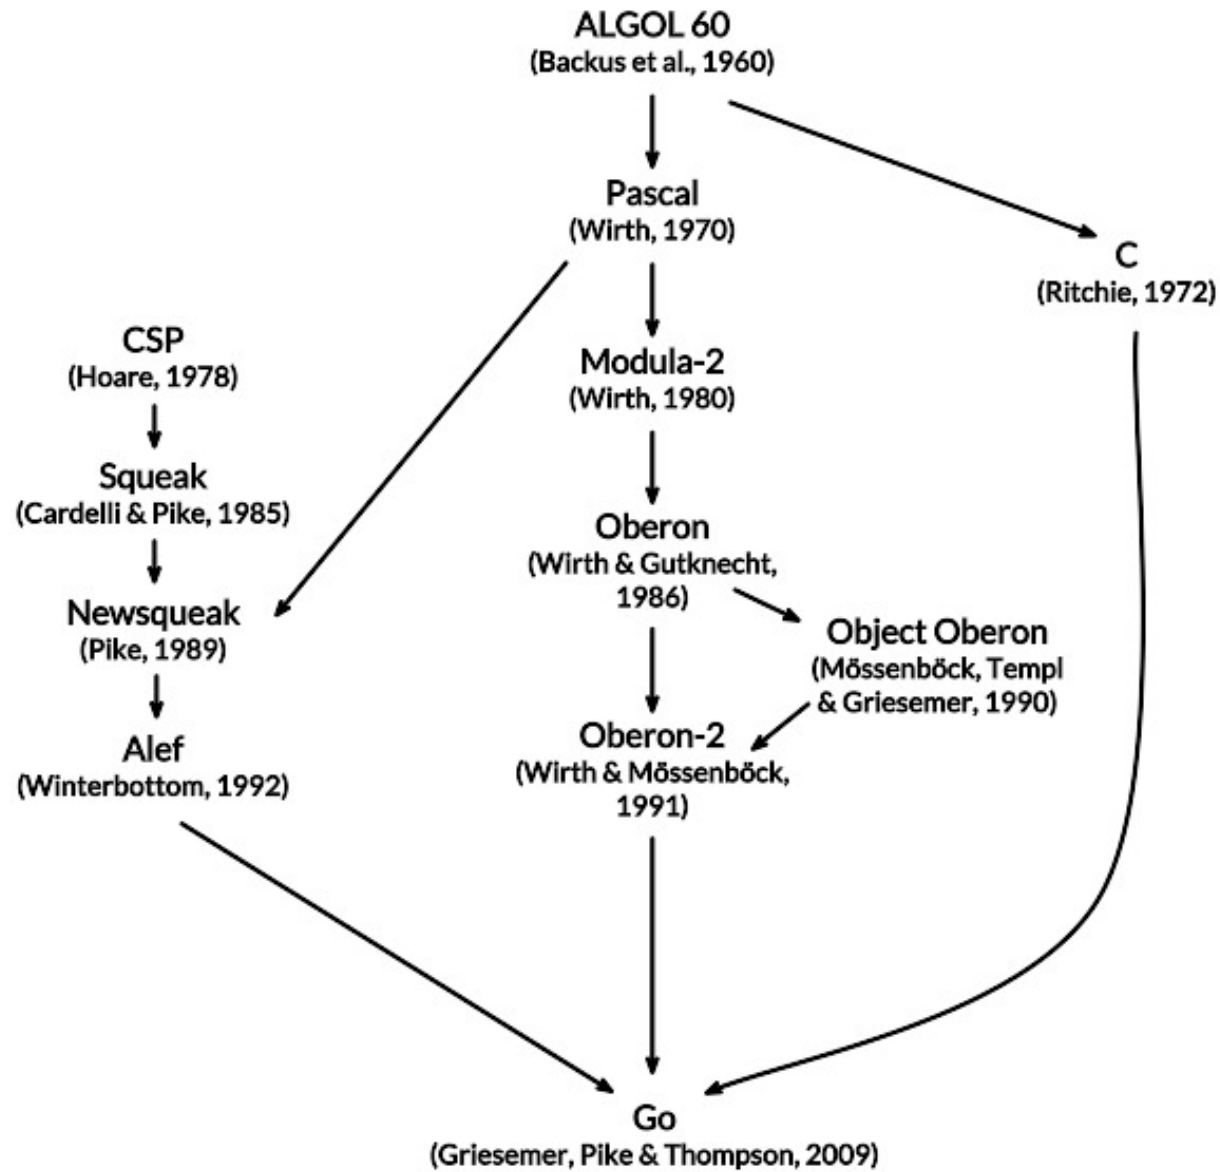 ALGOL 60
(Backus et al., 1960)
Pascal
(Wirth, 1970)
C
(Ritchie, 1972)
CSP
(Hoare, 1978)
Modula-2
(Wirth, 1980)
Squeak
(Cardelli & Pike, 1985)
Oberon
(Wirth & Gutknecht,
1986)
Newsqueak
(Pike, 1989)
Object Oberon
(Mössenböck, Templ
& Griesemer, 1990)
Alef
(Winterbottom, 1992)
Oberon-2
(Wirth & Mössenböck,
1991)
Go
(Griesemer, Pike & Thompson, 2009)